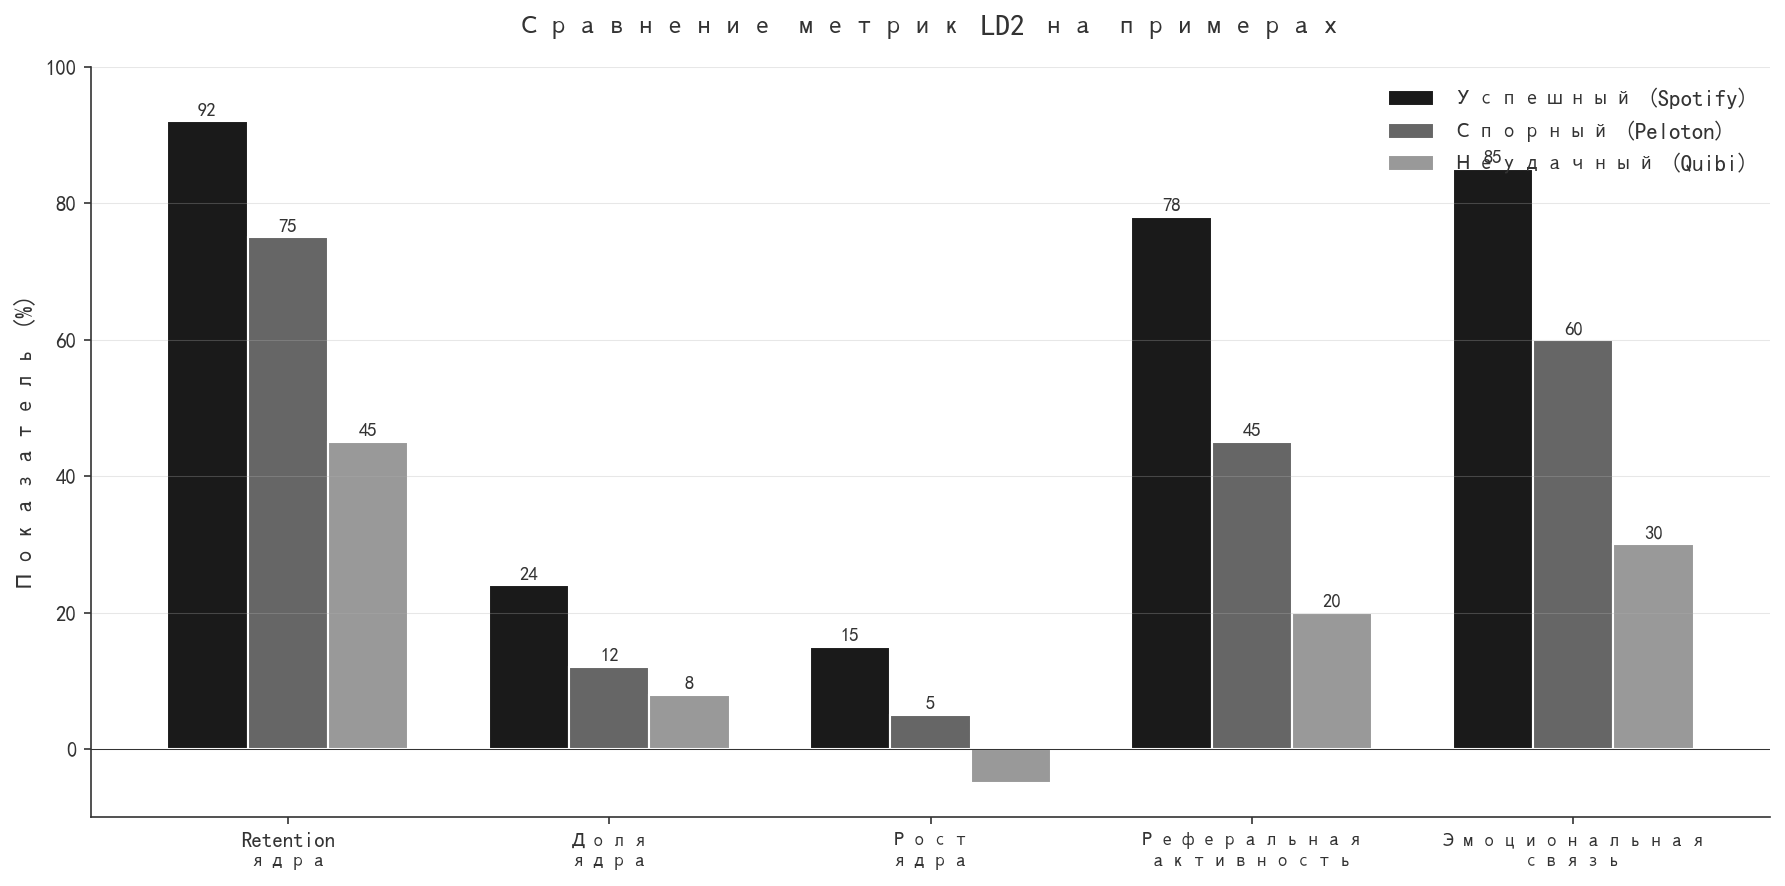 Сравнение метрик LD2 на примерах
Показатель (%)
100
80
60
40
20
0
Успешный (Spotify)
Спорный (Peloton)
Неудачный (Quibi)
92
75
45
24
12
8
15
5
78
45
20
85
60
30
Retention
ядра
Доля
ядра
Рост
ядра
Реферальная
активность
Эмоциональная
связь